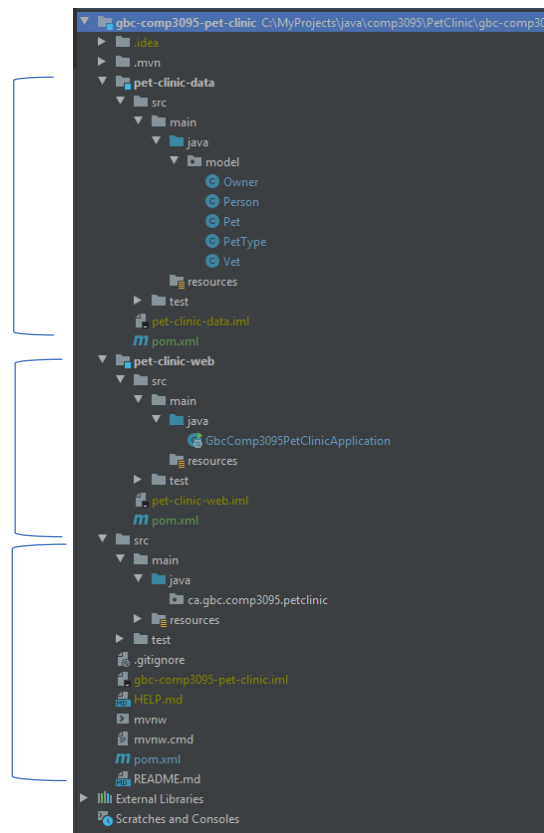 gbc-comp3095-pet-clinic C:\MyProjects\java\comp3095\PetClinic\gbc-comp30
.idea
.mvn
pet-clinic-data
src
main
java
model
Owner
Person
Pet
PetType
Vet
resources
test
pet-clinic-data.iml
pom.xml
pet-clinic-web
src
main
java
GbcComp3095PetClinicApplication
resources
test
pet-clinic-web.iml
pom.xml
src
main
java
ca.gbc.comp3095.petclinic
resources
test
.gitignore
gbc-comp3095-pet-clinic.iml
HELP.md
mvnw
mvnw.cmd
pom.xml
README.md
External Libraries
Scratches and Consoles